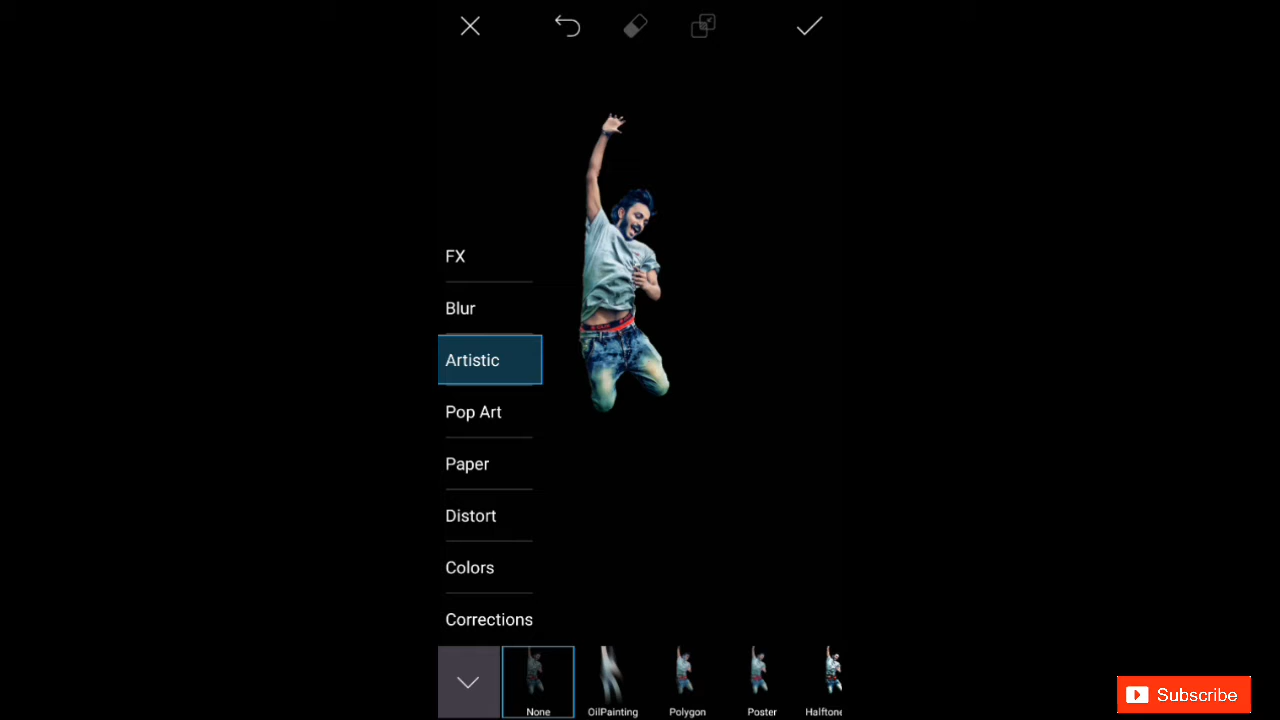 FX
Blur
Artistic
Pop Art
Paper
Distort
Colors
Corrections
None
OilPainting
Polygon
Poster
Halftone
Subscribe